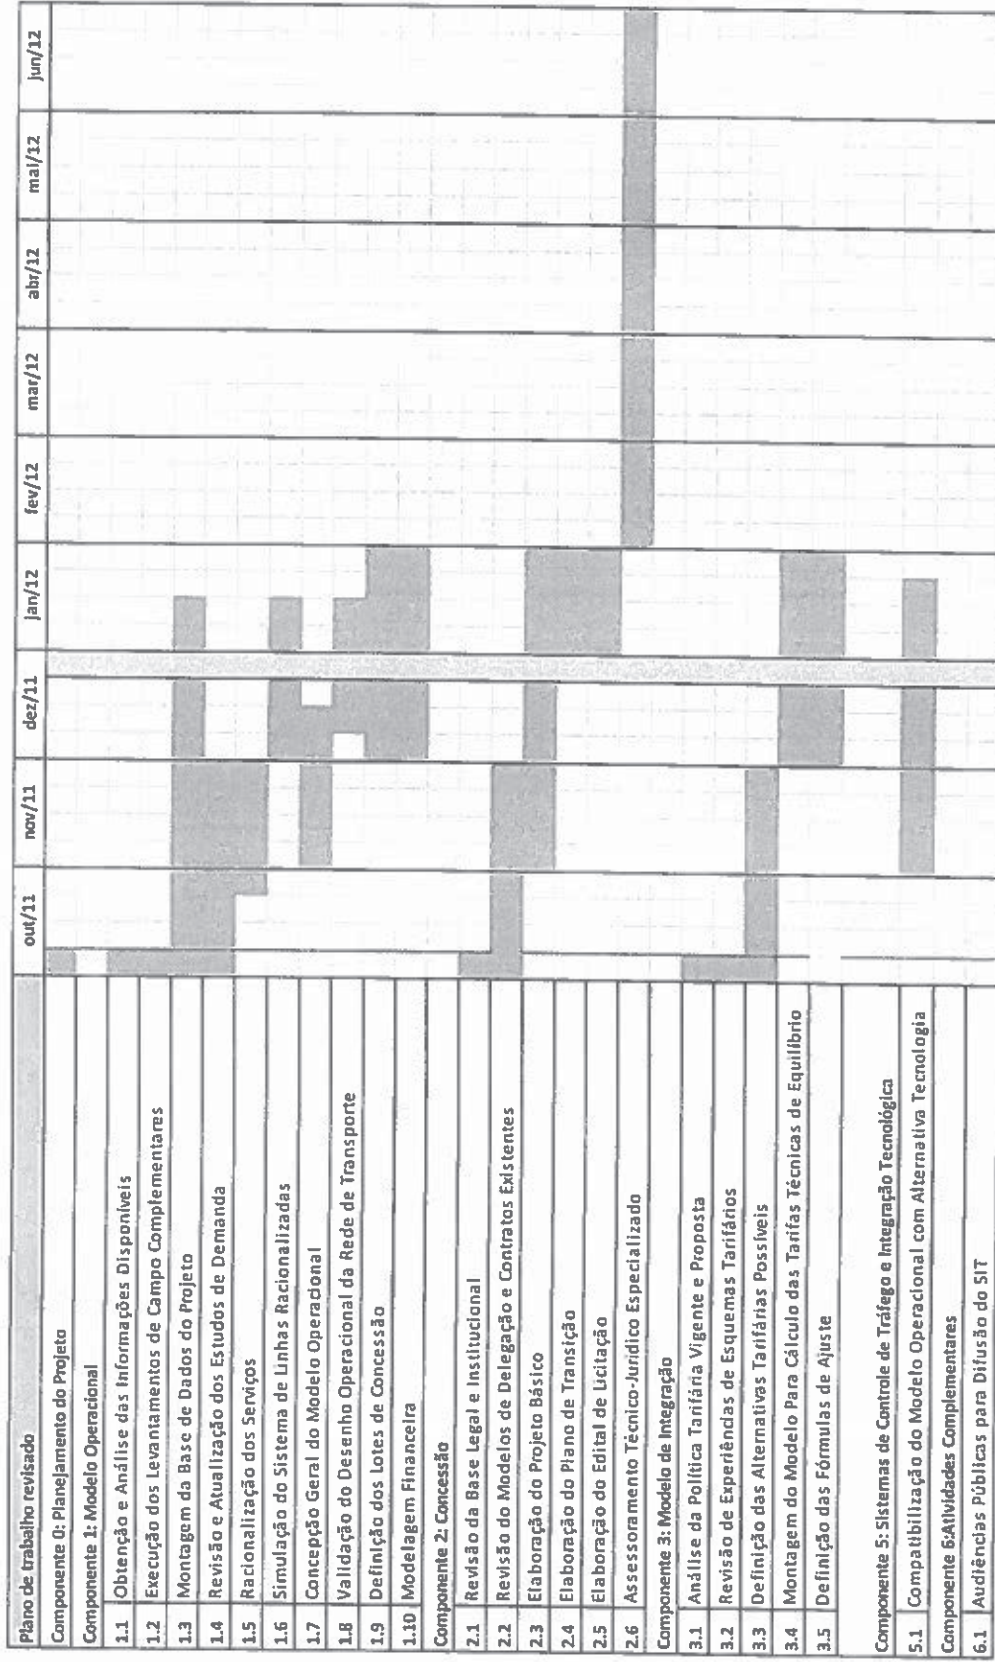 Plano de trabalho revisado out/11 nov/11 dez/11 jan/12 fev/12 mar/12 abr/12 mai/12 jun/12
Componente 0: Planejamento do Projeto
Componente 1: Modelo Operacional
1.1 Obtenção e Análise das Informações Disponíveis
1.2 Execução dos Levantamentos de Campo Complementares
1.3 Montagem da Base de Dados do Projeto
1.4 Revisão e Atualização dos Estudos de Demanda
1.5 Racionalização dos Serviços
1.6 Simulação do Sistema de Linhas Racionalizadas
1.7 Concepção Geral do Modelo Operacional
1.8 Validação do Desenho Operacional da Rede de Transporte
1.9 Definição dos Lotes de Concessão
1.10 Modelagem Financeira
Componente 2: Concessão
2.1 Revisão da Base Legal e Institucional
2.2 Revisão do Modelos de Delegação e Contratos Existentes
2.3 Elaboração do Projeto Básico
2.4 Elaboração do Plano de Transição
2.5 Elaboração do Edital de Licitação
2.6 Assessoramento Técnico-Jurídico Especializado
Componente 3: Modelo de Integração
3.1 Análise da Política Tarifária Vigente e Proposta
3.2 Revisão de Experiências de Esquemas Tarifários
3.3 Definição das Alternativas Tarifárias Possíveis
3.4 Montagem do Modelo Para Cálculo das Tarifas Técnicas de Equilíbrio
3.5 Definição das Fórmulas de Ajuste
Componente 5: Sistemas de Controle de Tráfego e Integração Tecnológica
5.1 Compatibilização do Modelo Operacional com Alternativa Tecnologia
Componente 6:Atividades Complementares
6.1 Audiências Públicas para Difusão do SIT